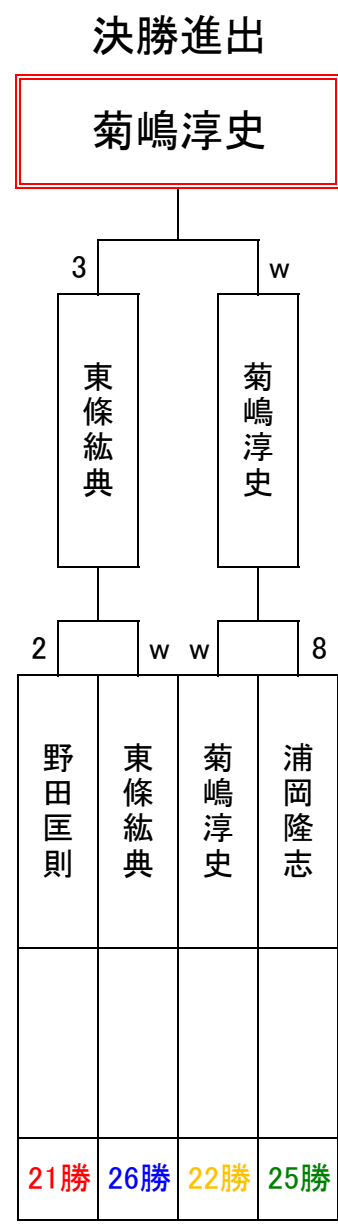 決勝進出
菊嶋淳史
3 w
東條紘典
菊嶋淳史
2 w w 8
野田匡則
東條紘典
菊嶋淳史
浦岡隆志
21勝 26勝 22勝 25勝